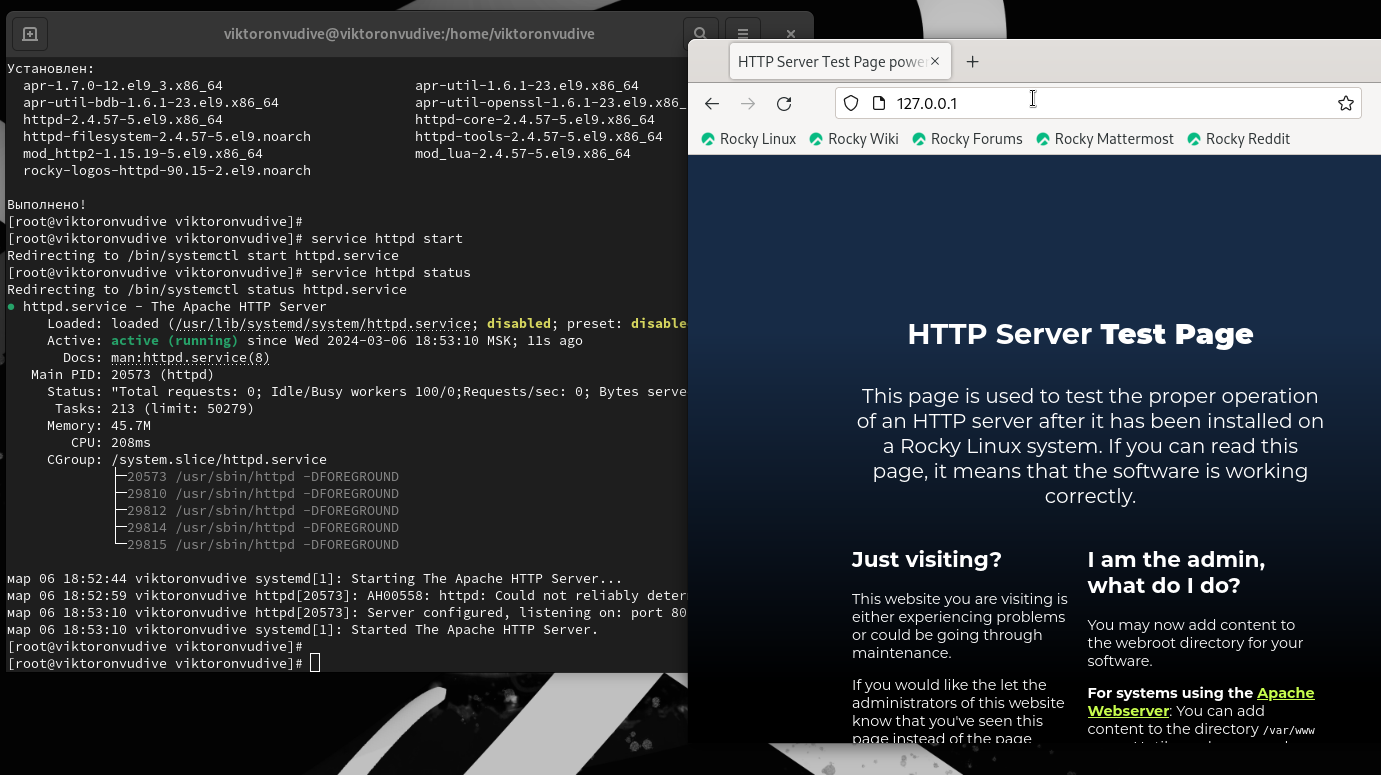 viktoronvudive@viktoronvudive:/home/viktoronvudive
Установлен:
apr-1.7.0-12.el9_3.x86_64 apr-util-1.6.1-23.el9.x86_64
apr-util-bdb-1.6.1-23.el9.x86_64 apr-util-openssl-1.6.1-23.el9.x86_
httpd-2.4.57-5.el9.x86_64 httpd-core-2.4.57-5.el9.x86_64
httpd-filesystem-2.4.57-5.el9.noarch httpd-tools-2.4.57-5.el9.x86_64
mod_http2-1.15.19-5.el9.x86_64 mod_lua-2.4.57-5.el9.x86_64
rocky-logos-httpd-90.15-2.el9.noarch
Выполнено!
[root@viktoronvudive viktoronvudive]#
[root@viktoronvudive viktoronvudive]# service httpd start
Redirecting to /bin/systemctl start httpd.service
[root@viktoronvudive viktoronvudive]# service httpd status
Redirecting to /bin/systemctl status httpd.service
● httpd.service - The Apache HTTP Server
Loaded: loaded (/usr/lib/systemd/system/httpd.service; disabled; preset: disable
Active: active (running) since Wed 2024-03-06 18:53:10 MSK; 11s ago
Docs: man:httpd.service(8)
Main PID: 20573 (httpd)
Status: "Total requests: 0; Idle/Busy workers 100/0;Requests/sec: 0; Bytes serve
Tasks: 213 (limit: 50279)
Memory: 45.7M
CPU: 208ms
CGroup: /system.slice/httpd.service
├─20573 /usr/sbin/httpd -DFOREGROUND
├─29810 /usr/sbin/httpd -DFOREGROUND
├─29812 /usr/sbin/httpd -DFOREGROUND
├─29814 /usr/sbin/httpd -DFOREGROUND
└─29815 /usr/sbin/httpd -DFOREGROUND
мар 06 18:52:44 viktoronvudive systemd[1]: Starting The Apache HTTP Server...
мар 06 18:52:59 viktoronvudive httpd[20573]: AH00558: httpd: Could not reliably deter
мар 06 18:53:10 viktoronvudive httpd[20573]: Server configured, listening on: port 80
мар 06 18:53:10 viktoronvudive systemd[1]: Started The Apache HTTP Server.
[root@viktoronvudive viktoronvudive]#
[root@viktoronvudive viktoronvudive]#
HTTP Server Test Page powe
127.0.0.1
Rocky Linux Rocky Wiki Rocky Forums Rocky Mattermost Rocky Reddit
HTTP Server Test Page
This page is used to test the proper operation
of an HTTP server after it has been installed on
a Rocky Linux system. If you can read this
page, it means that the software is working
correctly.
Just visiting?
This website you are visiting is
either experiencing problems
or could be going through
maintenance.
If you would like the let the
administrators of this website
know that you've seen this
page instead of the page
I am the admin,
what do I do?
You may now add content to
the webroot directory for your
software.
For systems using the Apache
Webserver: You can add
content to the directory /var/www